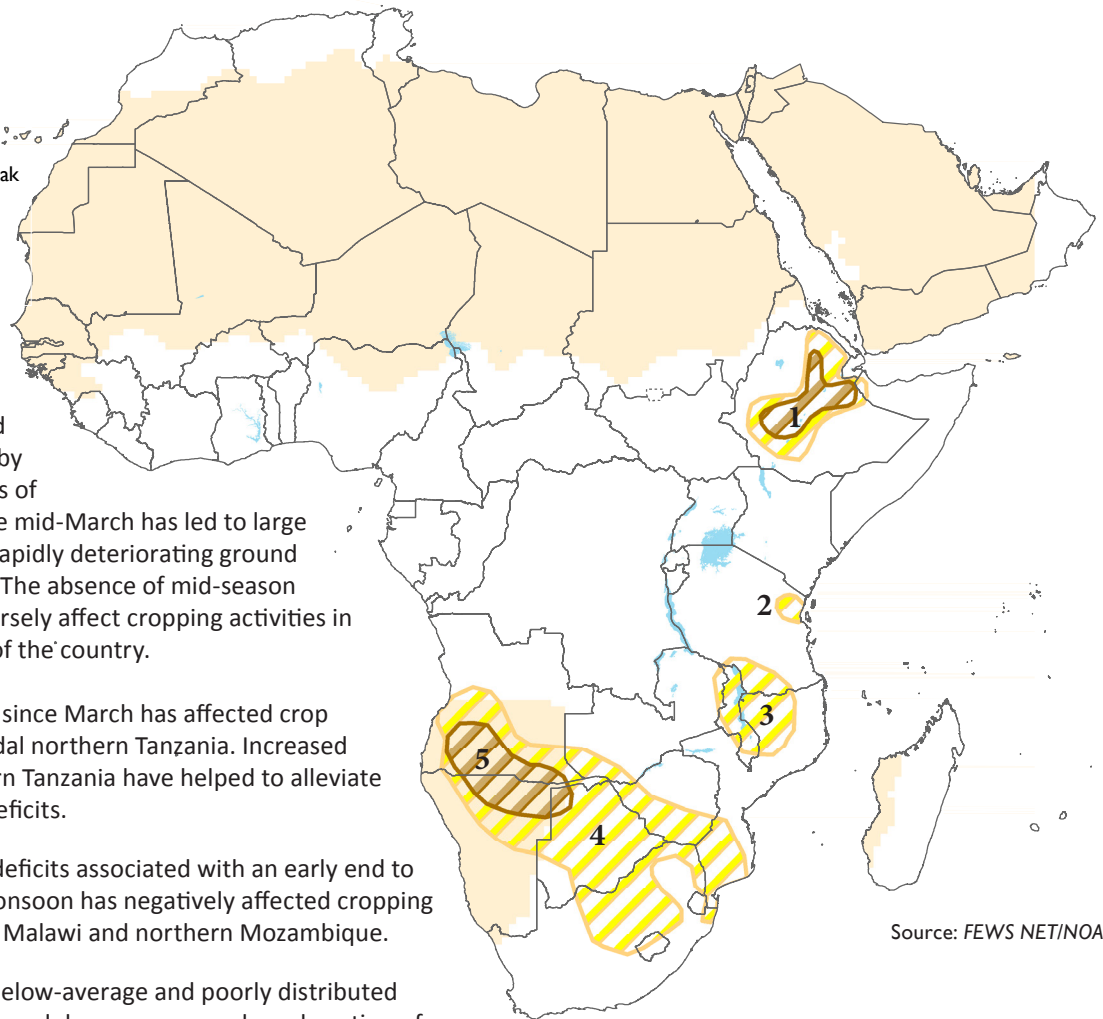 ak
1
d
by
s of
e mid-March has led to large
rapidly deteriorating ground
The absence of mid-season
2
rsely affect cropping activities in
of the country.
since March has affected crop
3
dal northern Tanzania. Increased
rn Tanzania have helped to alleviate
5
eficits.
4
deficits associated with an early end to
onsoon has negatively affected cropping
Malawi and northern Mozambique.
Source: FEWS NET/NOA
elow-average and poorly distributed